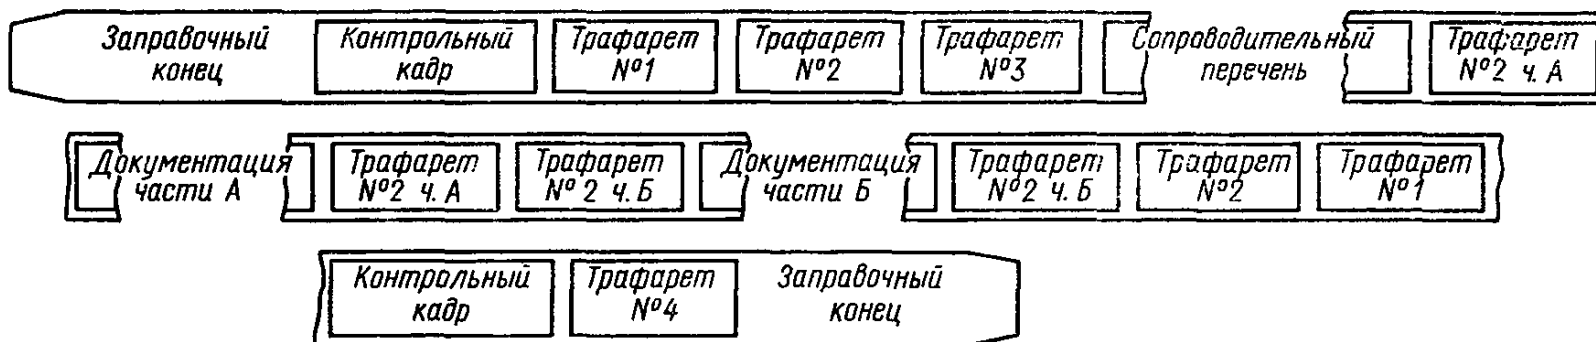 Заправочный Контрольный Трафарет Трафарет Трафарет Сопроводительный Трафарет
конец кадр №1 №2 №3 перечень №2 ч. А
Документация Трафарет Трафарет Документация Трафарет Трафарет Трафарет
части А №2 ч. А №2 ч. Б части Б №2 ч. Б №2 №1
Контрольный Трафарет Заправочный
кадр №4 конец